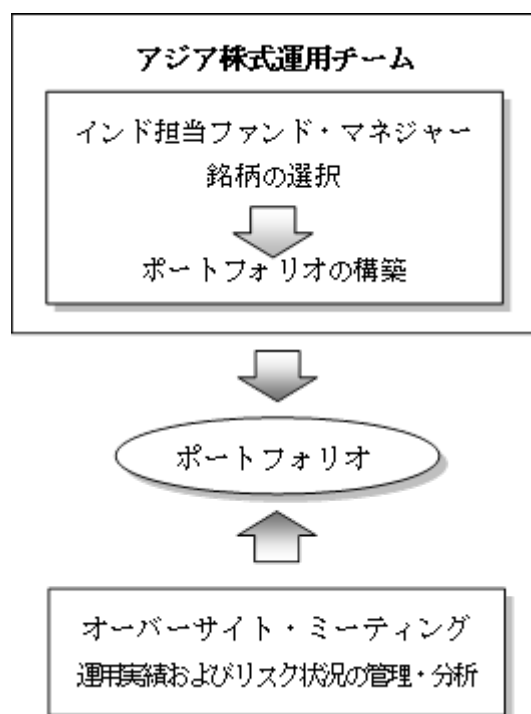 アジア株式運用チーム
インド担当ファンド・マネジャー
銘柄の選択
ポートフォリオの構築
ポートフォリオ
オーバーサイト・ミーティング
運用実績およびリスク状況の管理・分析